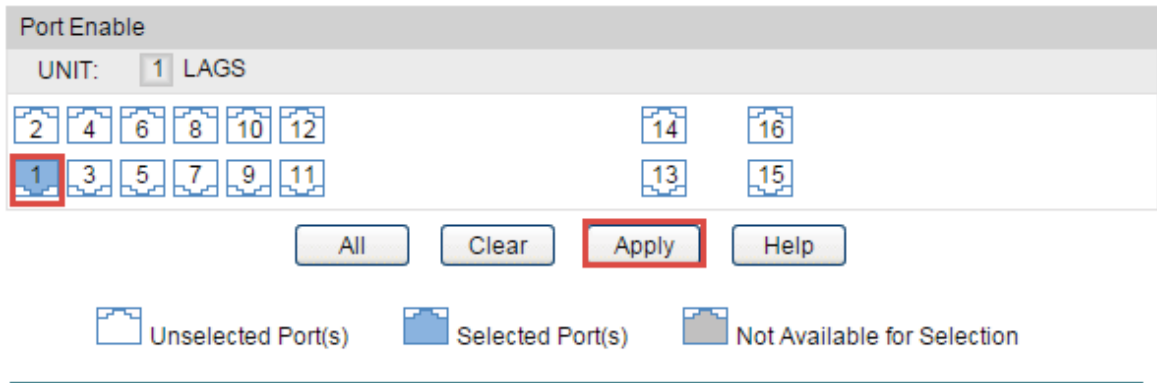 Port Enable
UNIT: 1 LAGS
2 4 6 8 10 12 14 16
1 3 5 7 9 11 13 15
All Clear Apply Help
Unselected Port(s) Selected Port(s) Not Available for Selection